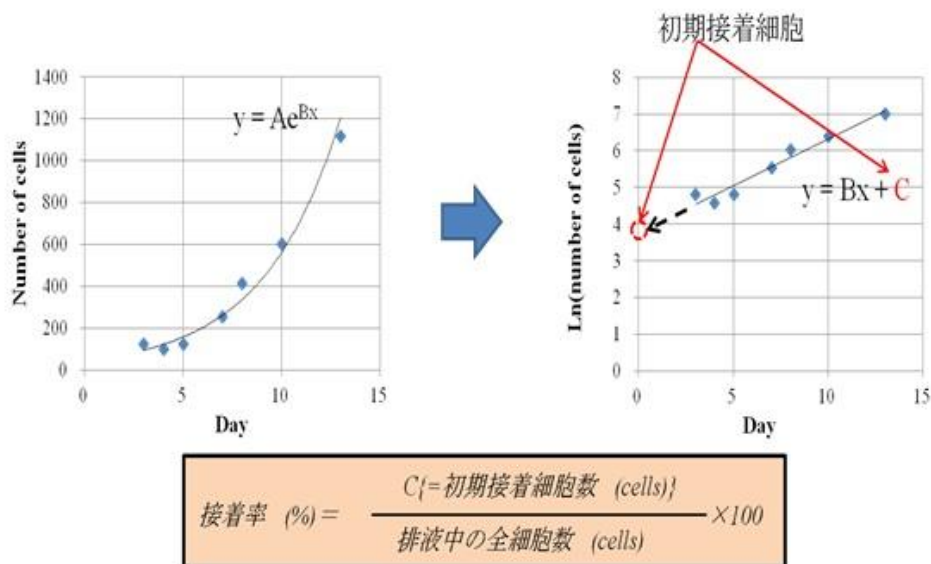 初期接着細胞
Number of cells
1400
1200
1000
800
600
400
200
0
y = Ae^Bx
0 5 10 15
Day
Ln(number of cells)
8
7
6
5
4
3
2
1
0
y = Bx + C
0 5 10 15
Day
接着率 (%) = C{=初期接着細胞数 (cells)}
排液中の全細胞数 (cells)
×100